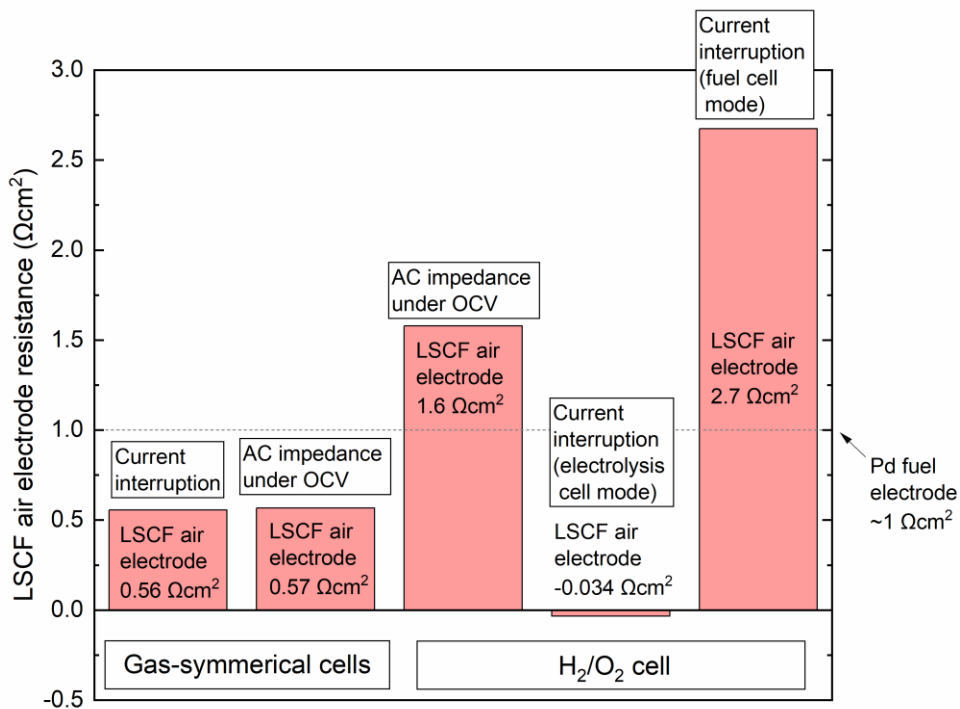 LSCF air electrode resistance (Ωcm²)
3.0
2.5
2.0
1.5
1.0
0.5
0.0
-0.5
Current
interruption
LSCF air
electrode
0.56 Ωcm²
AC impedance
under OCV
LSCF air
electrode
0.57 Ωcm²
AC impedance
under OCV
LSCF air
electrode
1.6 Ωcm²
Current
interruption
(electrolysis
cell mode)
LSCF air
electrode
-0.034 Ωcm²
Current
interruption
(fuel cell
mode)
LSCF air
electrode
2.7 Ωcm²
Pd fuel
electrode
~1 Ωcm²
Gas-symmerical cells
H₂/O₂ cell